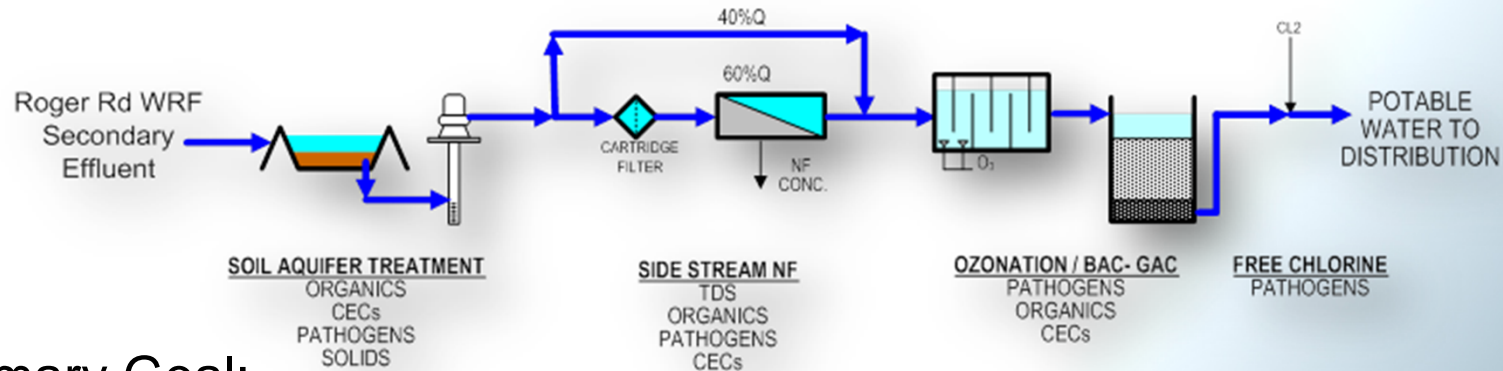 40%Q
CL2
Roger Rd WRF
Secondary
Effluent
60%Q
CARTRIDGE
FILTER
NF
CONC.
O3
POTABLE
WATER TO
DISTRIBUTION
SOIL AQUIFER TREATMENT
ORGANICS
CECs
PATHOGENS
SOLIDS
SIDE STREAM NF
TDS
ORGANICS
PATHOGENS
CECs
OZONATION / BAC- GAC
PATHOGENS
ORGANICS
CECs
FREE CHLORINE
PATHOGENS
mary Goal: